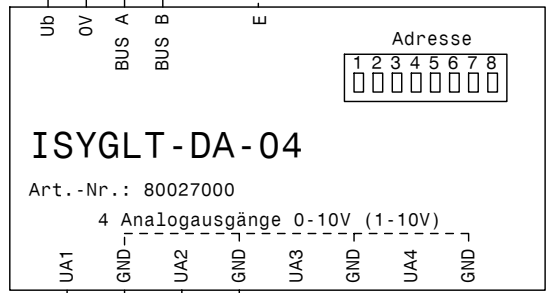 Ub 0V BUS A BUS B E
Adresse
1 2 3 4 5 6 7 8
ISYGLT-DA-04
Art.-Nr.: 80027000
4 Analogausgänge 0-10V (1-10V)
UA1 GND UA2 GND UA3 GND UA4 GND